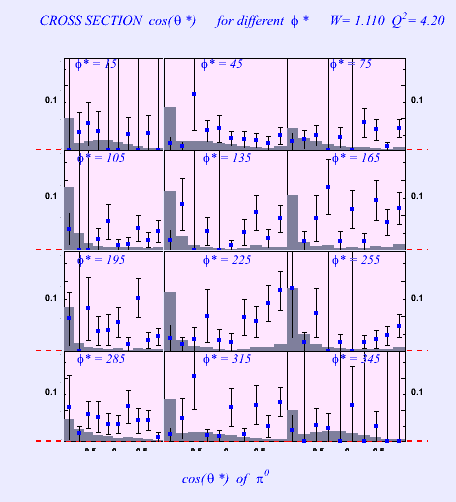 CROSS SECTION cos(θ *) for different ϕ * W= 1.110 Q²= 4.20
ϕ* = 15 ϕ* = 45 ϕ* = 75
0.1 0.1
ϕ* = 105 ϕ* = 135 ϕ* = 165
0.1 0.1
ϕ* = 195 ϕ* = 225 ϕ* = 255
0.1 0.1
ϕ* = 285 ϕ* = 315 ϕ* = 345
0.1 0.1
cos(θ *) of π⁰